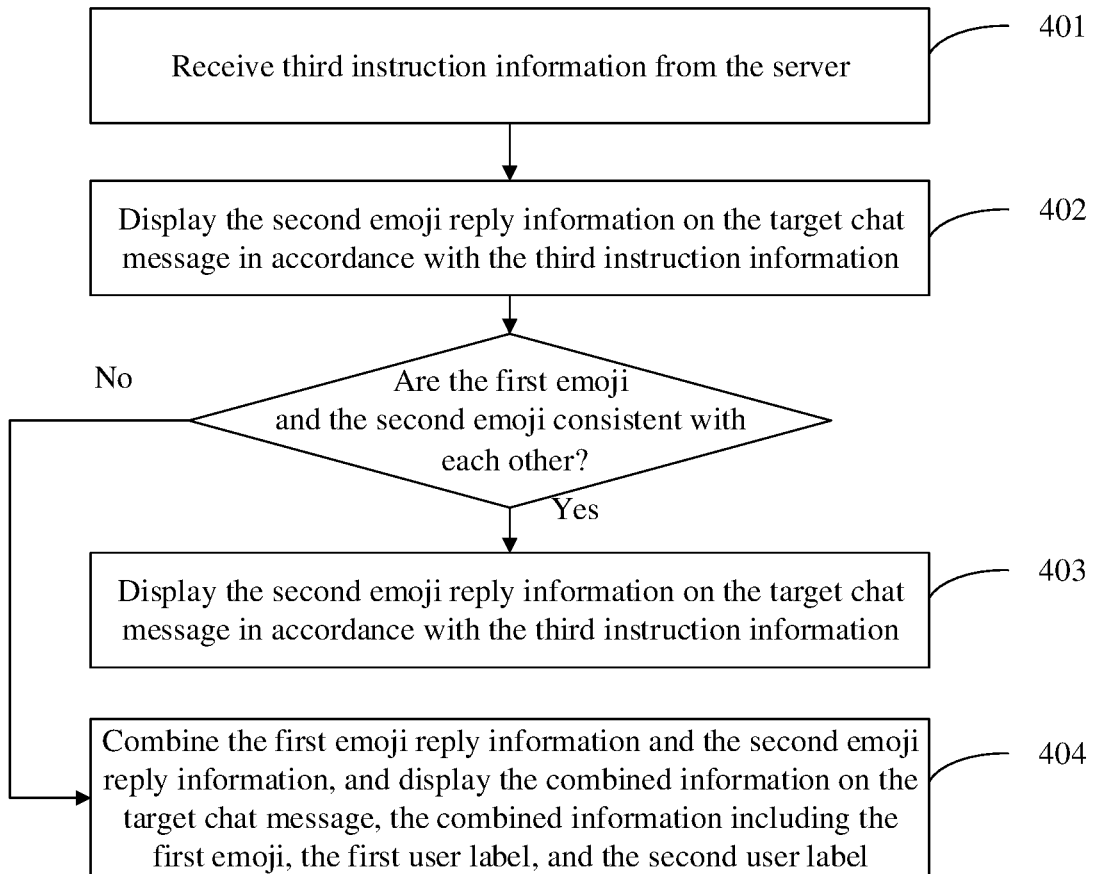 Receive third instruction information from the server
401
Display the second emoji reply information on the target chat
message in accordance with the third instruction information
402
No
Are the first emoji
and the second emoji consistent with
each other?
Yes
Display the second emoji reply information on the target chat
message in accordance with the third instruction information
403
Combine the first emoji reply information and the second emoji
reply information, and display the combined information on the
target chat message, the combined information including the
first emoji, the first user label, and the second user label
404